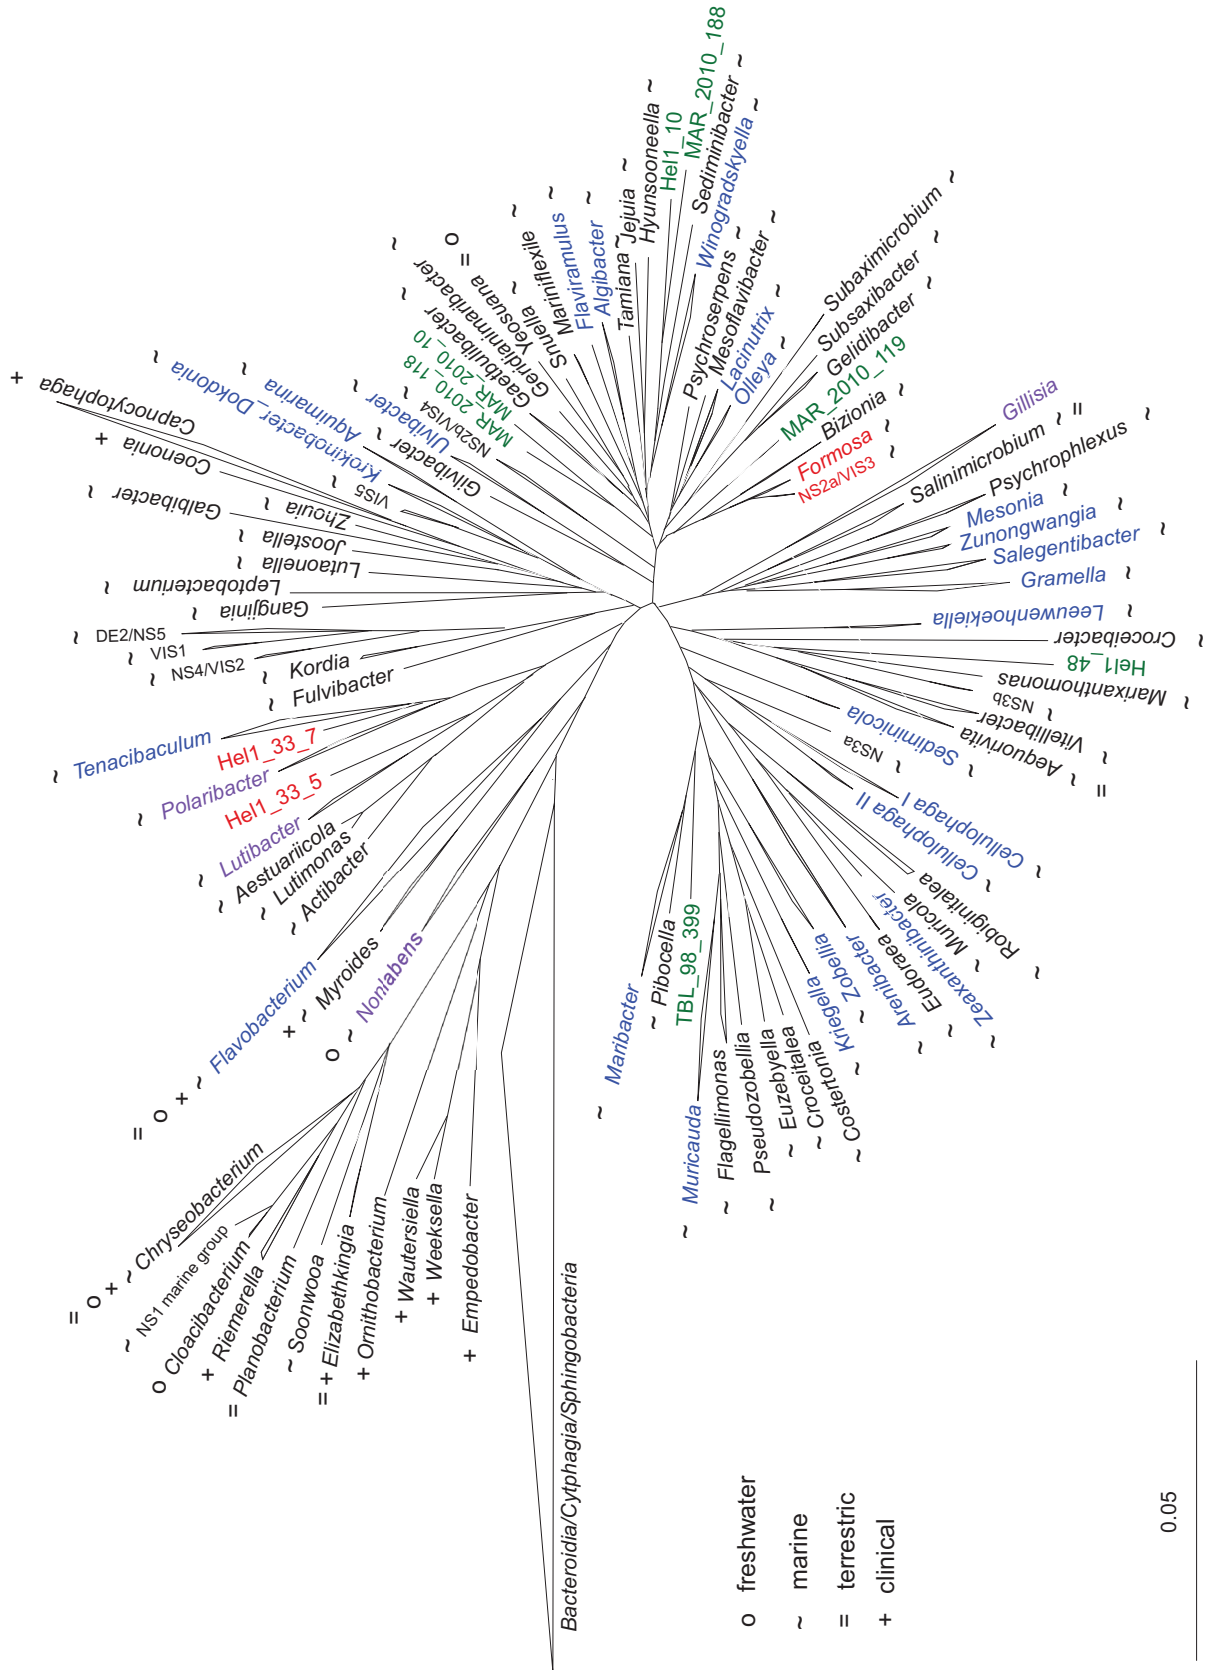 + Capnocytophaga
+ Coenonia
~ Galbibacter
~ Zhouia
~ Joostella
~ Lutaonella
~ Leptobacterium
~ Gangjinia
~ DE2/NS5
~ VIS1
~ NS4/VIS2
~ Kordia
~ Fulvibacter
~ Tenacibaculum
Hel1_33_7
~ Polaribacter
Hel1_33_5
~ Lutibacter
~ Aestuariicola
~ Lutimonas
~ Actibacter
= o + ~ Flavobacterium
+ ~ Myroides
o ~ Nonlabens
= o + ~ Chryseobacterium
~ NS1 marine group
o Cloacibacterium
+ Riemerella
= Planobacterium
~ Soonwooa
= + Elizabethkingia
+ Ornithobacterium
+ Wautersiella
+ Weeksella
+ Empedobacter
Bacteroidia/Cytphagia/Sphingobacteria
~ Maribacter
~ Pibocella
TBL_98_399
~ Muricauda
~ Flagellimonas
~ Pseudozobellia
~ Euzebyella
~ Croceitalea
~ Costertonia
Kriegella ~
Zobellia ~
Arenibacter ~
Eudoraea ~
Zeaxanthinibacter ~
Muricola ~
Robiginitalea ~
Cellulophaga II ~
Cellulophaga I ~
NS3a ~
Sediminicola ~
Aequorivita ~ =
Vitellibacter ~
NS3b ~
Marixanthomonas ~
Hel1_48
Croceibacter ~
Leeuwenhoekiella ~
Gramella ~
Salegentibacter ~
Zunongwangia ~
Mesonia ~
Psychrophlexus ~
Salinimicrobium ~ =
Gillisia
NS2a/VIS3 ~
Formosa ~
Bizionia ~
MAR_2010_119
Gelidibacter ~
Subsaxibacter ~
Subaximicrobium ~
Olleya ~
Lacinutrix ~
Mesoflavibacter ~
Psychroserpens ~
Winogradskyella ~
Sediminibacter ~
MAR_2010_188
Hel1_10
Hyunsooneella ~
Jejuia ~
Tamiana ~
Algibacter ~
Flaviramulus ~
Mariniflexile ~
Snuella ~
Yeosuana = o
Geridianimaribacter ~
Gaetbulibacter ~
MAR_2010_10
MAR_2010_118
NS2b/VIS4 ~
Ulvibacter ~
Gilvibacter ~
VIS5 ~
Krokinobacter_Dokdonia ~
Aquimarina ~
o freshwater
~ marine
= terrestric
+ clinical
0.05